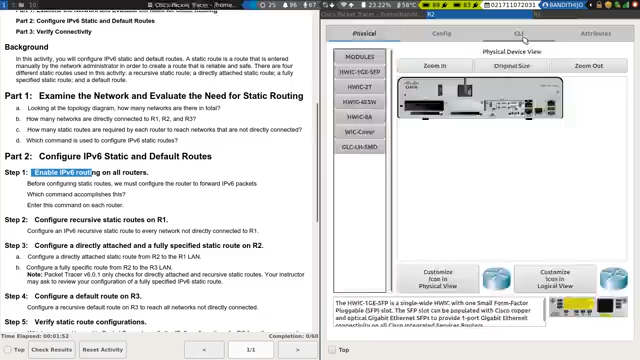 Part 2: Configure IPv6 Static and Default Routes
Part 3: Verify Connectivity
Background
In this activity, you will configure IPv6 static and default routes. A static route is a route that is entered
manually by the network administrator in order to create a route that is reliable and safe. There are four
different static routes used in this activity: a recursive static route; a directly attached static route; a fully
specified static route; and a default route.
Part 1: Examine the Network and Evaluate the Need for Static Routing
a. Looking at the topology diagram, how many networks are there in total?
b. How many networks are directly connected to R1, R2, and R3?
c. How many static routes are required by each router to reach networks that are not directly connected?
d. Which command is used to configure IPv6 static routes?
Part 2: Configure IPv6 Static and Default Routes
Step 1: Enable IPv6 routing on all routers.
Before configuring static routes, we must configure the router to forward IPv6 packets
Which command accomplishes this?
Enter this command on each router.
Step 2: Configure recursive static routes on R1.
Configure an IPv6 recursive static route to every network not directly connected to R1.
Step 3: Configure a directly attached and a fully specified static route on R2.
a. Configure a directly attached static route from R2 to the R1 LAN.
b. Configure a fully specific route from R2 to the R3 LAN.
Note: Packet Tracer v6.0.1 only checks for directly attached and recursive static routes. Your instructor
may ask to review your configuration of a fully specified static route.
Step 4: Configure a default route on R3.
Configure a recursive default route on R3 to reach all networks not directly connected.
Step 5: Verify static route configurations.
Time Elapsed: 00:01:52
Completion: 0/60
Top
Check Results
Reset Activity
<
1/1
>
23.22%
58°C
021711072031
BANDITHIJO
R2
R1
Physical
Config
CLI
Attributes
MODULES
HWIC-1GE-SFP
HWIC-2T
HWIC-4ESW
HWIC-8A
WIC-Cover
GLC-LH-SMD
Physical Device View
Zoom In
Original Size
Zoom Out
Customize
Icon in
Physical View
Customize
Icon in
Logical View
The HWIC-1GE-SFP is a single-wide HWIC with one Small Form-Factor
Pluggable (SFP) slot. The SFP slot can be populated with Cisco copper
and optical Gigabit Ethernet SFPs to provide 1-port Gigabit Ethernet
Top